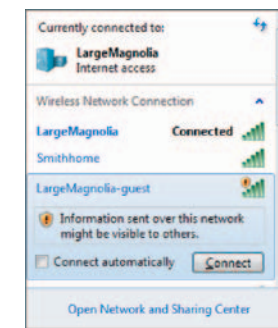 Currently connected to:
LargeMagnolia
Internet access
Wireless Network Connection
LargeMagnolia Connected
Smithhome
LargeMagnolia-guest
Information sent over this network
might be visible to others.
Connect automatically Connect
Open Network and Sharing Center